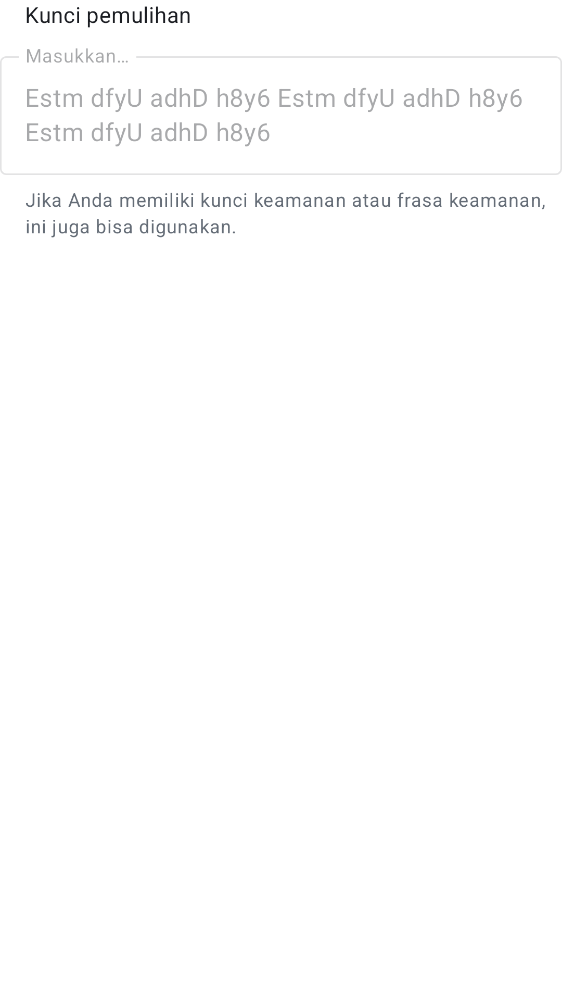 Kunci pemulihan
Masukkan…
Estm dfyU adhD h8y6 Estm dfyU adhD h8y6
Estm dfyU adhD h8y6
Jika Anda memiliki kunci keamanan atau frasa keamanan,
ini juga bisa digunakan.